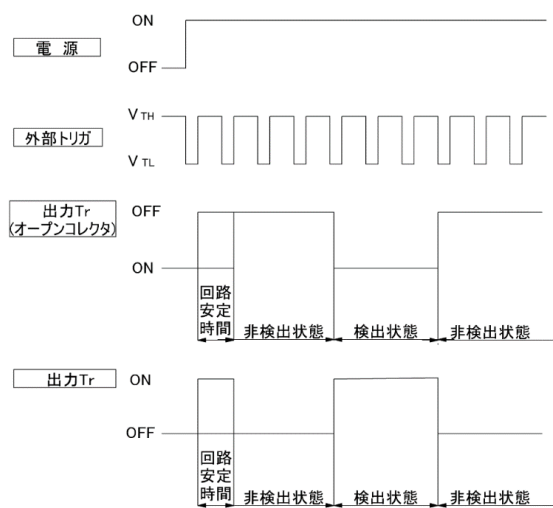 ON
電 源
OFF
V TH
外部トリガ
V TL
出力Tr
(オープンコレクタ)
OFF
ON
回路
安定
時間
非検出状態
検出状態
非検出状態
出力Tr
ON
OFF
回路
安定
時間
非検出状態
検出状態
非検出状態